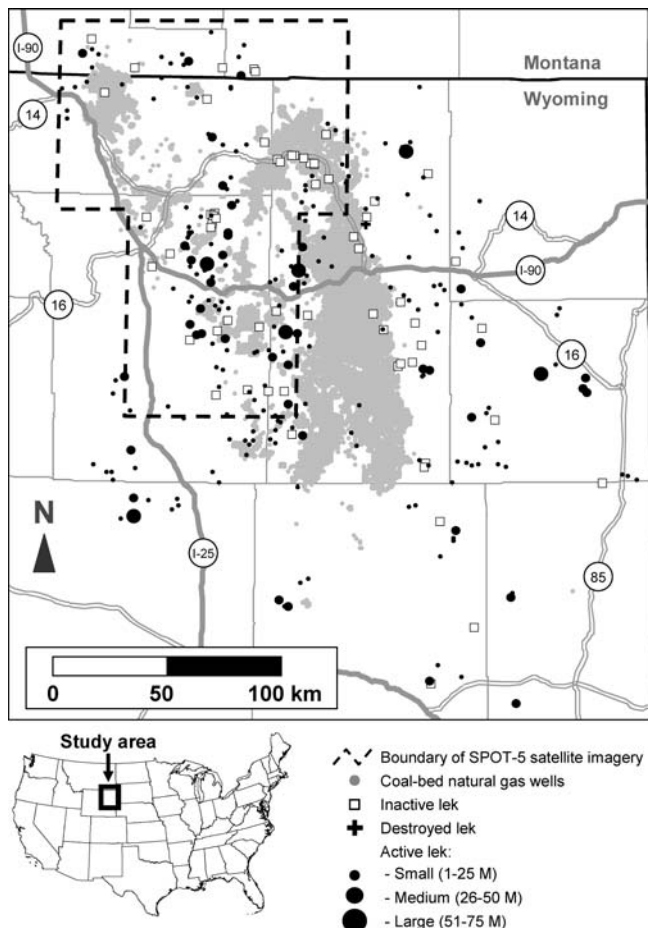 I-90
Montana
Wyoming
14
14
I-90
16
16
N
I-25
85
0 50 100 km
Study area
Boundary of SPOT-5 satellite imagery
Coal-bed natural gas wells
Inactive lek
Destroyed lek
Active lek:
- Small (1-25 M)
- Medium (26-50 M)
- Large (51-75 M)